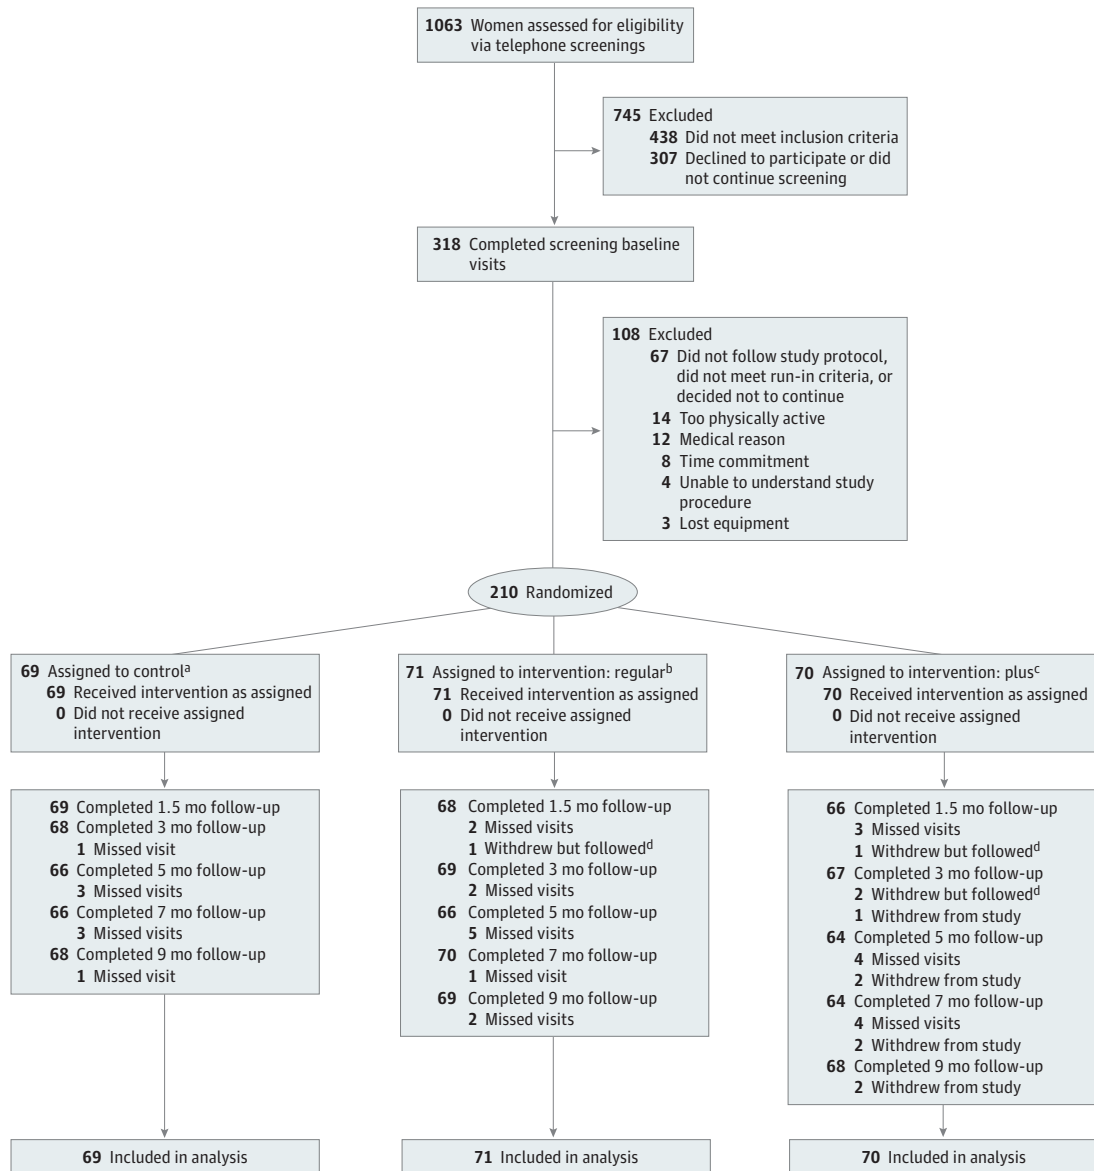 1063 Women assessed for eligibility
via telephone screenings
745 Excluded
438 Did not meet inclusion criteria
307 Declined to participate or did
not continue screening
318 Completed screening baseline
visits
108 Excluded
67 Did not follow study protocol,
did not meet run-in criteria, or
decided not to continue
14 Too physically active
12 Medical reason
8 Time commitment
4 Unable to understand study
procedure
3 Lost equipment
210 Randomized
69 Assigned to controlᵃ
69 Received intervention as assigned
0 Did not receive assigned
intervention
71 Assigned to intervention: regularᵇ
71 Received intervention as assigned
0 Did not receive assigned
intervention
70 Assigned to intervention: plusᶜ
70 Received intervention as assigned
0 Did not receive assigned
intervention
69 Completed 1.5 mo follow-up
68 Completed 3 mo follow-up
1 Missed visit
66 Completed 5 mo follow-up
3 Missed visits
66 Completed 7 mo follow-up
3 Missed visits
68 Completed 9 mo follow-up
1 Missed visit
68 Completed 1.5 mo follow-up
2 Missed visits
1 Withdrew but followedᵈ
69 Completed 3 mo follow-up
2 Missed visits
66 Completed 5 mo follow-up
5 Missed visits
70 Completed 7 mo follow-up
1 Missed visit
69 Completed 9 mo follow-up
2 Missed visits
66 Completed 1.5 mo follow-up
3 Missed visits
1 Withdrew but followedᵈ
67 Completed 3 mo follow-up
2 Withdrew but followedᵈ
1 Withdrew from study
64 Completed 5 mo follow-up
4 Missed visits
2 Withdrew from study
64 Completed 7 mo follow-up
4 Missed visits
2 Withdrew from study
68 Completed 9 mo follow-up
2 Withdrew from study
69 Included in analysis
71 Included in analysis
70 Included in analysis